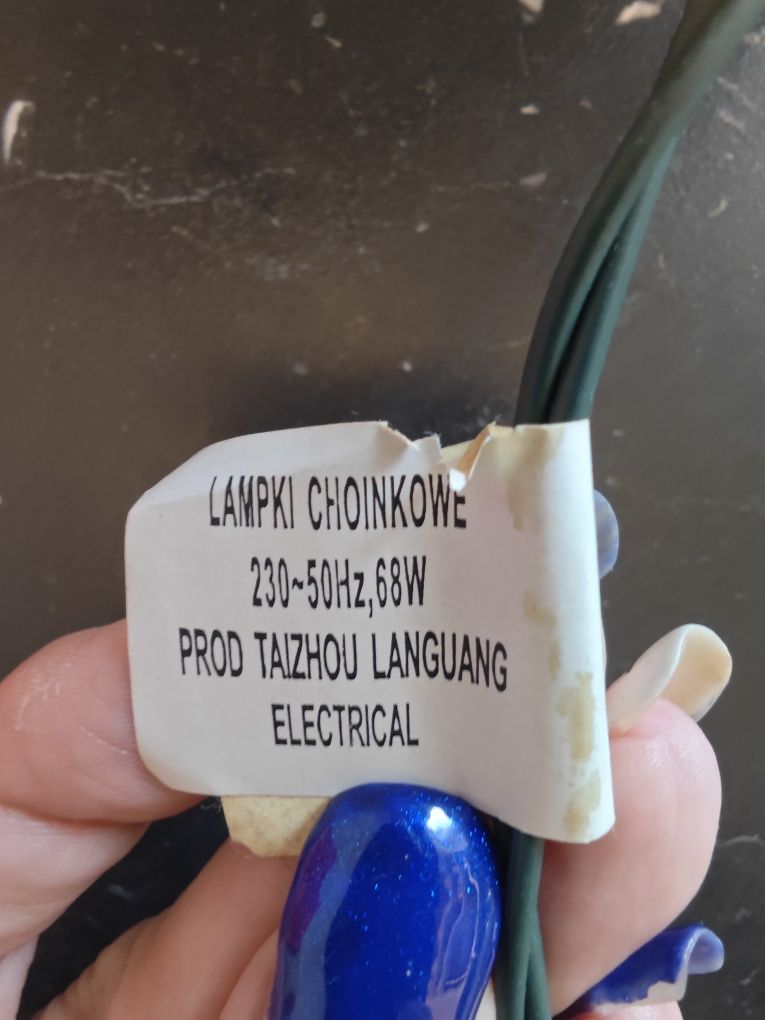 LAMPKI CHOINKOWE
230~50Hz,68W
PROD TAIZHOU LANGUANG
ELECTRICAL